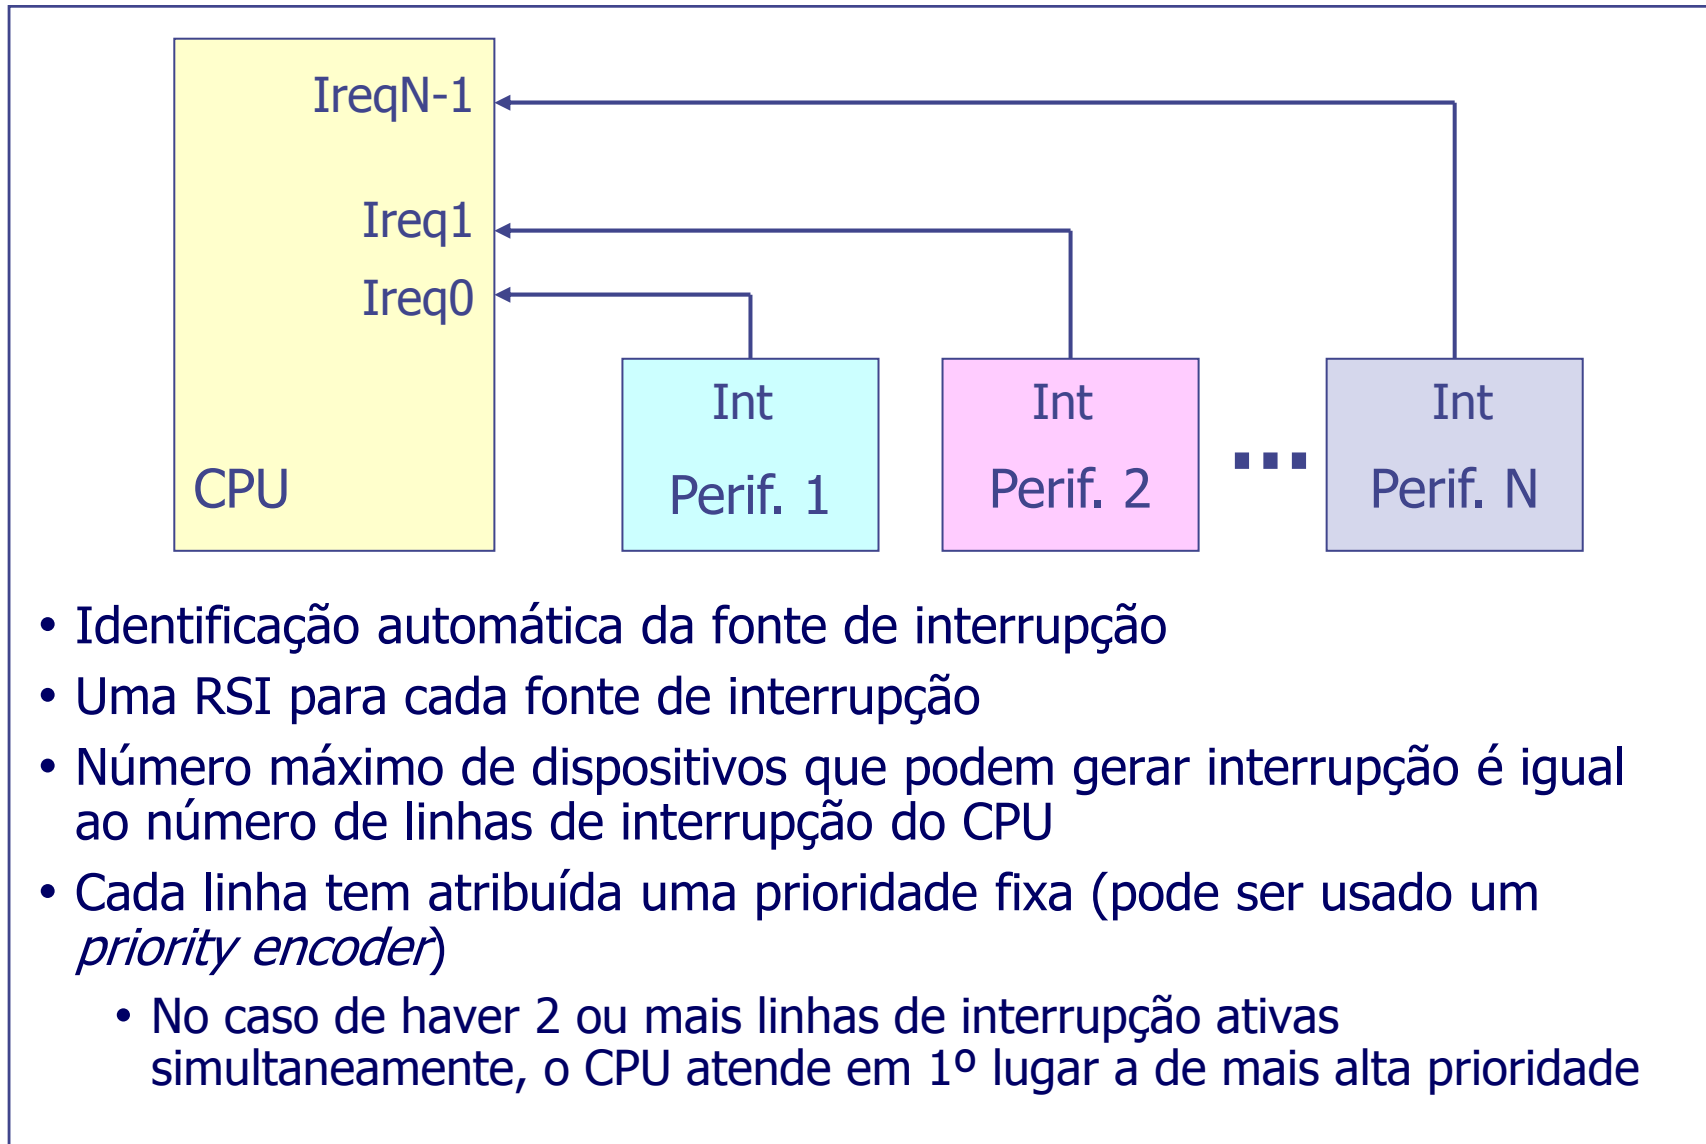 IreqN-1
Ireq1
Ireq0
CPU
Int
Perif. 1
Int
Perif. 2
...
Int
Perif. N
• Identificação automática da fonte de interrupção
• Uma RSI para cada fonte de interrupção
• Número máximo de dispositivos que podem gerar interrupção é igual
ao número de linhas de interrupção do CPU
• Cada linha tem atribuída uma prioridade fixa (pode ser usado um
priority encoder)
• No caso de haver 2 ou mais linhas de interrupção ativas
simultaneamente, o CPU atende em 1º lugar a de mais alta prioridade